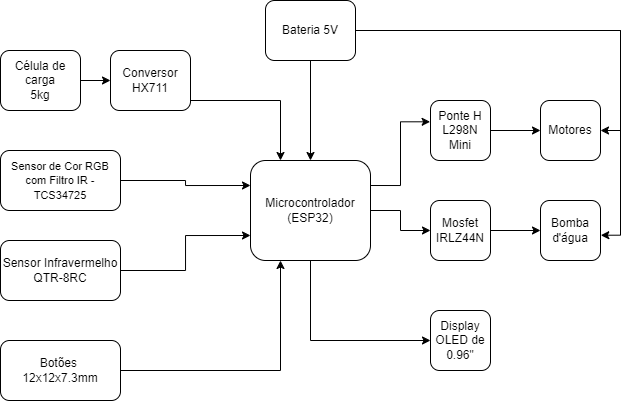 Bateria 5V
Célula de
carga
5kg
Conversor
HX711
Ponte H
L298N
Mini
Motores
Sensor de Cor RGB
com Filtro IR -
TCS34725
Microcontrolador
(ESP32)
Mosfet
IRLZ44N
Bomba
d'água
Sensor Infravermelho
QTR-8RC
Display
OLED de
0.96"
Botões
12x12x7.3mm